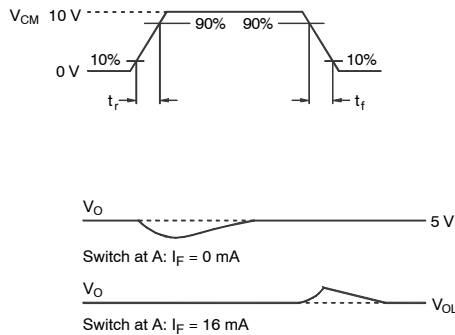 V_CM 10 V
90% 90%
10% 10%
0 V
t_r t_f
V_O
5 V
Switch at A: I_F = 0 mA
V_O
V_OL
Switch at A: I_F = 16 mA